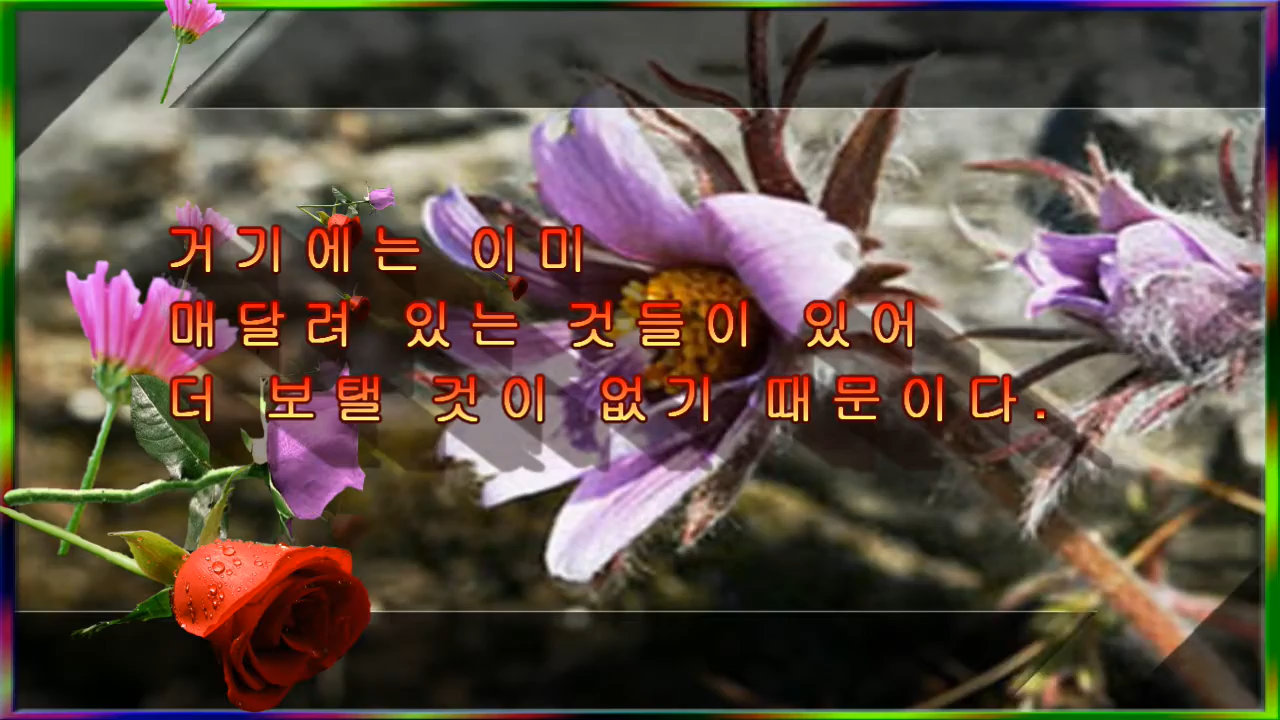 거기에는 이미
매달려 있는 것들이 있어
더 보탤 것이 없기 때문이다.